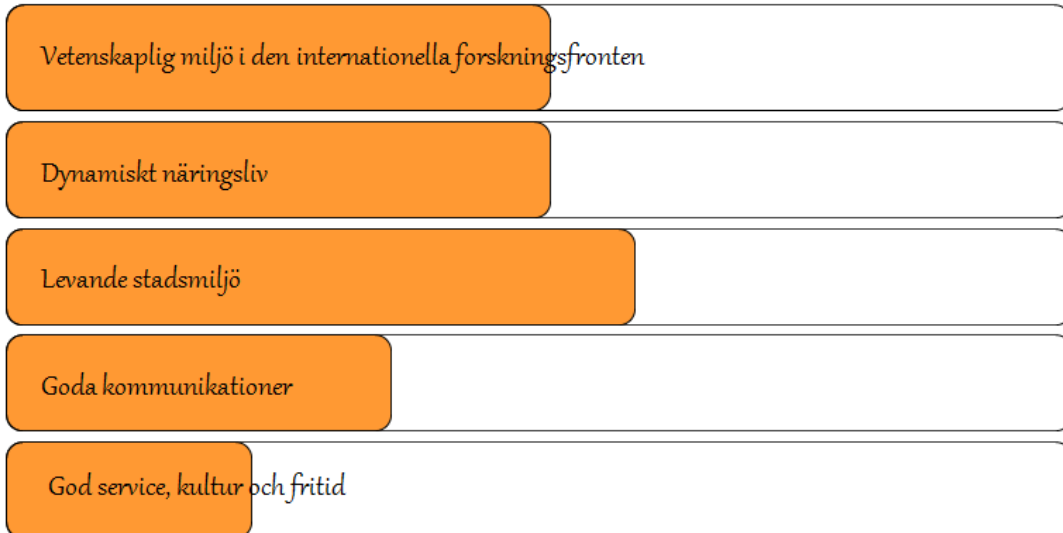 Vetenskaplig miljö i den internationella forskningsfronten
Dynamiskt näringsliv
Levande stadsmiljö
Goda kommunikationer
God service, kultur och fritid